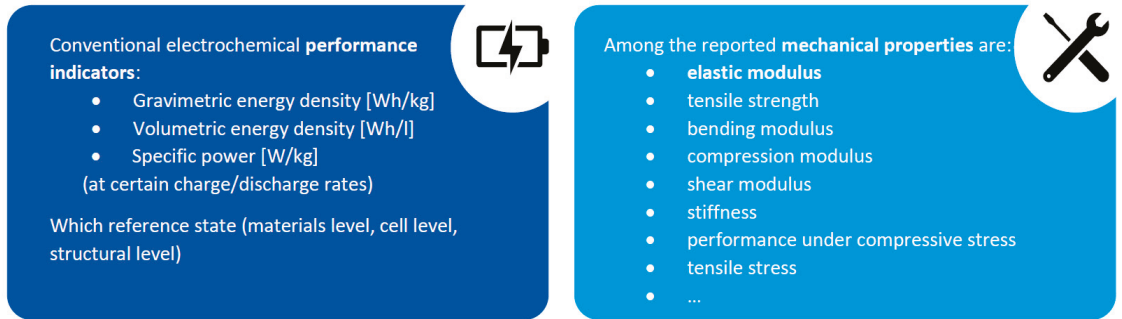 Conventional electrochemical performance
indicators:
• Gravimetric energy density [Wh/kg]
• Volumetric energy density [Wh/l]
• Specific power [W/kg]
(at certain charge/discharge rates)
Which reference state (materials level, cell level,
structural level)
Among the reported mechanical properties are:
• elastic modulus
• tensile strength
• bending modulus
• compression modulus
• shear modulus
• stiffness
• performance under compressive stress
• tensile stress
• ...